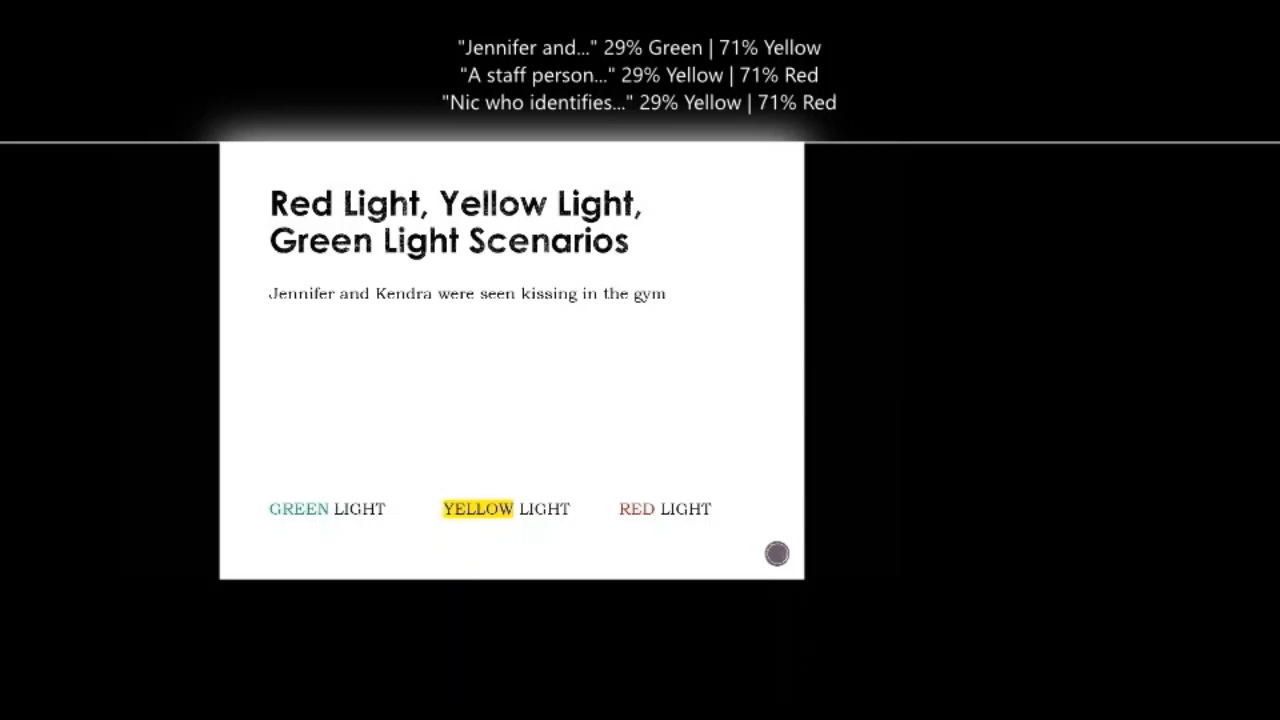 "Jennifer and..." 29% Green | 71% Yellow
"A staff person..." 29% Yellow | 71% Red
"Nic who identifies..." 29% Yellow | 71% Red
Red Light, Yellow Light,
Green Light Scenarios
Jennifer and Kendra were seen kissing in the gym
GREEN LIGHT YELLOW LIGHT RED LIGHT